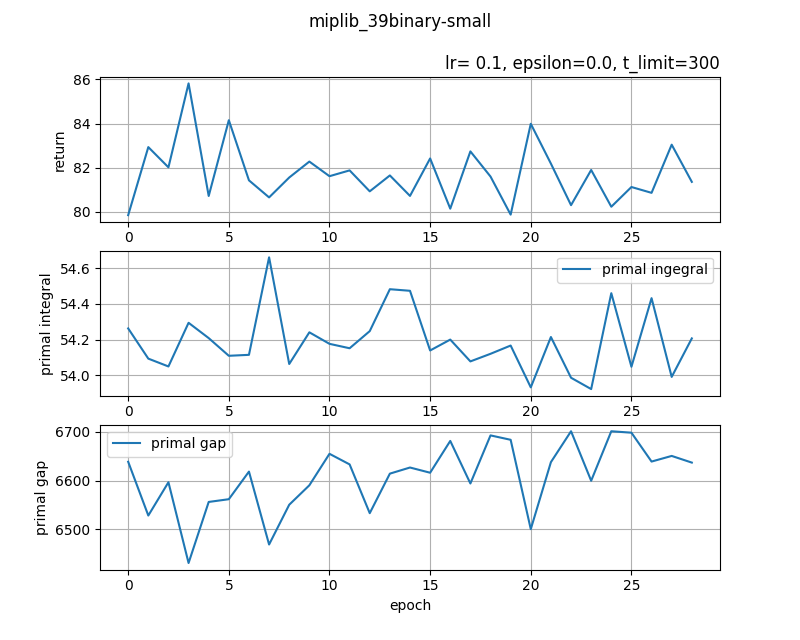 miplib_39binary-small
lr= 0.1, epsilon=0.0, t_limit=300
86
84
82
80
return
0 5 10 15 20 25
54.6
54.4
54.2
54.0
primal integral
primal ingegral
0 5 10 15 20 25
6700
6600
6500
primal gap
primal gap
0 5 10 15 20 25
epoch